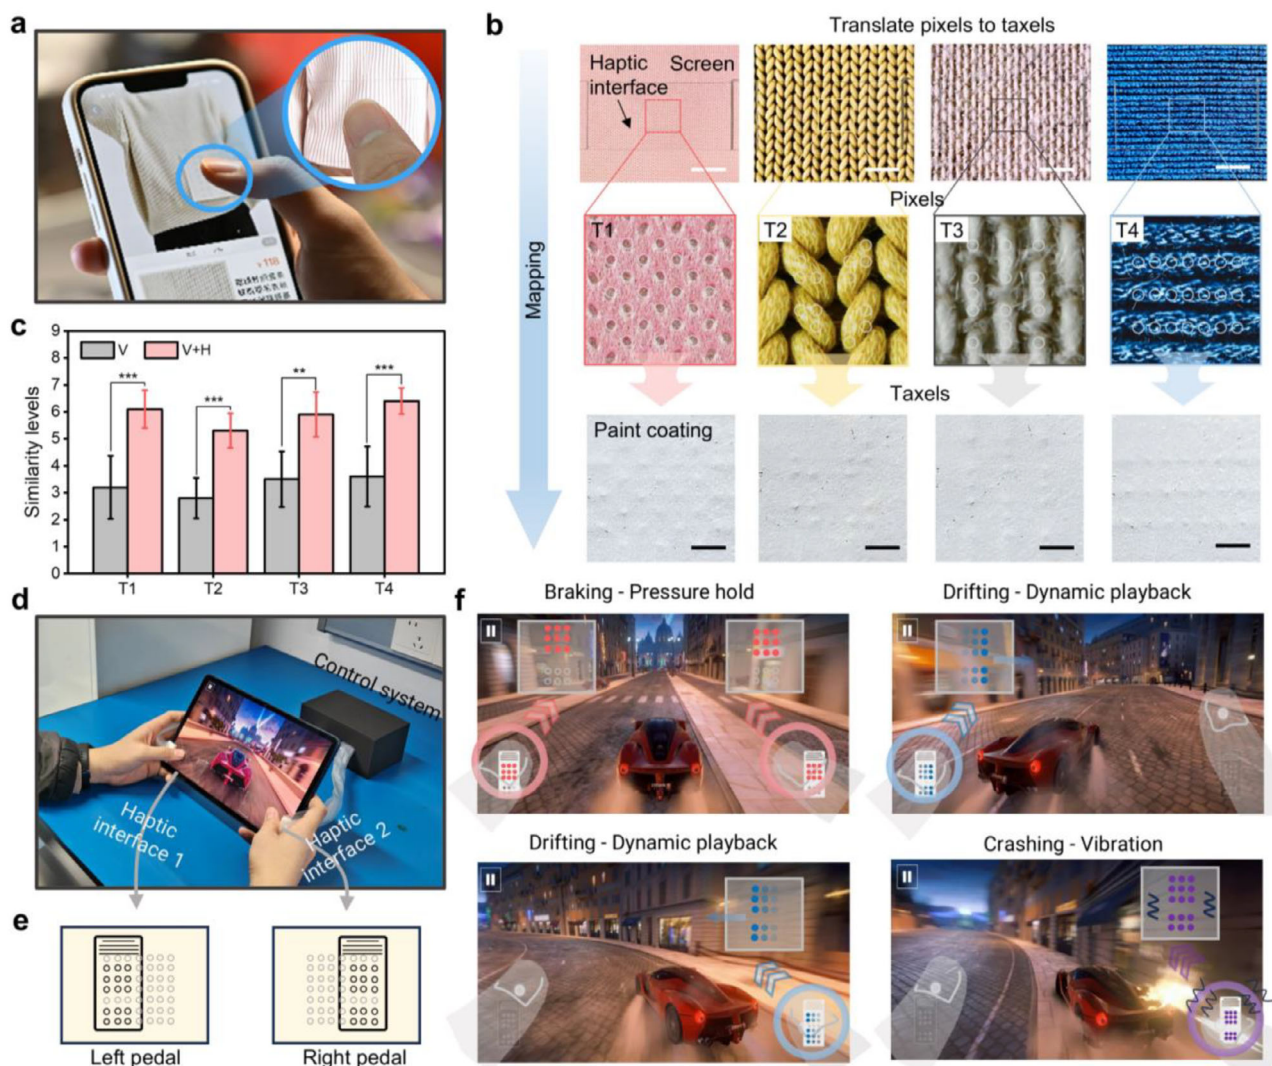 a
¥118
b
Translate pixels to taxels
Haptic
interface
Screen
Pixels
Mapping
T1
T2
T3
T4
Taxels
Paint coating
c
9
8
7
6
5
4
3
2
1
0
Similarity levels
V
V+H
***
***
**
***
T1
T2
T3
T4
d
Control system
Haptic
interface 1
Haptic
interface 2
e
Left pedal
Right pedal
f
Braking - Pressure hold
Drifting - Dynamic playback
Drifting - Dynamic playback
Crashing - Vibration